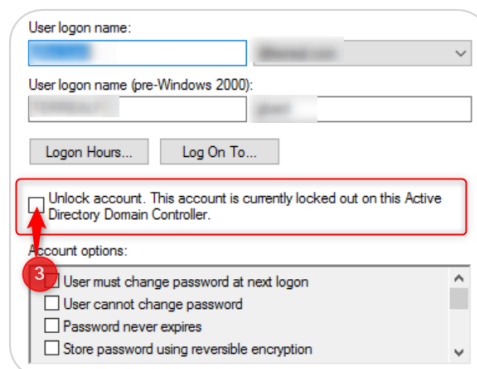 User logon name:
User logon name (pre-Windows 2000):
Logon Hours... Log On To...
Unlock account. This account is currently locked out on this Active
Directory Domain Controller.
Account options:
3
User must change password at next logon
User cannot change password
Password never expires
Store password using reversible encryption